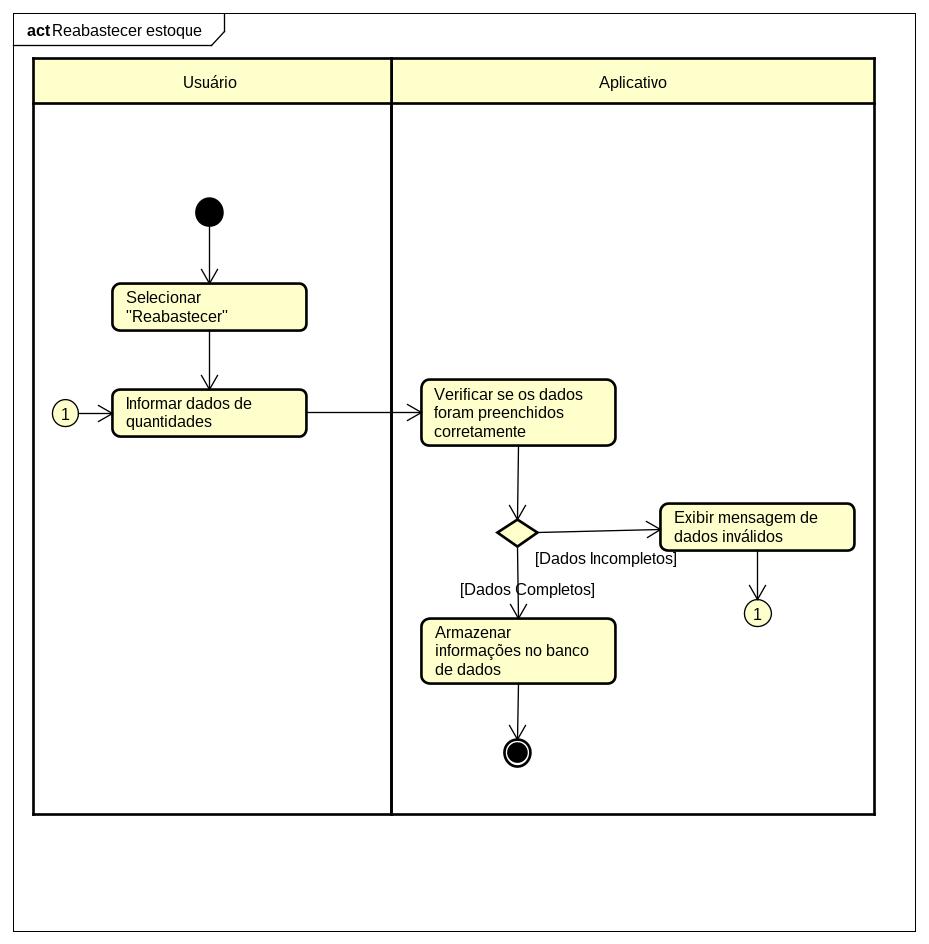 act Reabastecer estoque
Usuário
Aplicativo
Selecionar
"Reabastecer"
1
Informar dados de
quantidades
Verificar se os dados
foram preenchidos
corretamente
Exibir mensagem de
dados inválidos
[Dados Incompletos]
[Dados Completos]
1
Armazenar
informações no banco
de dados